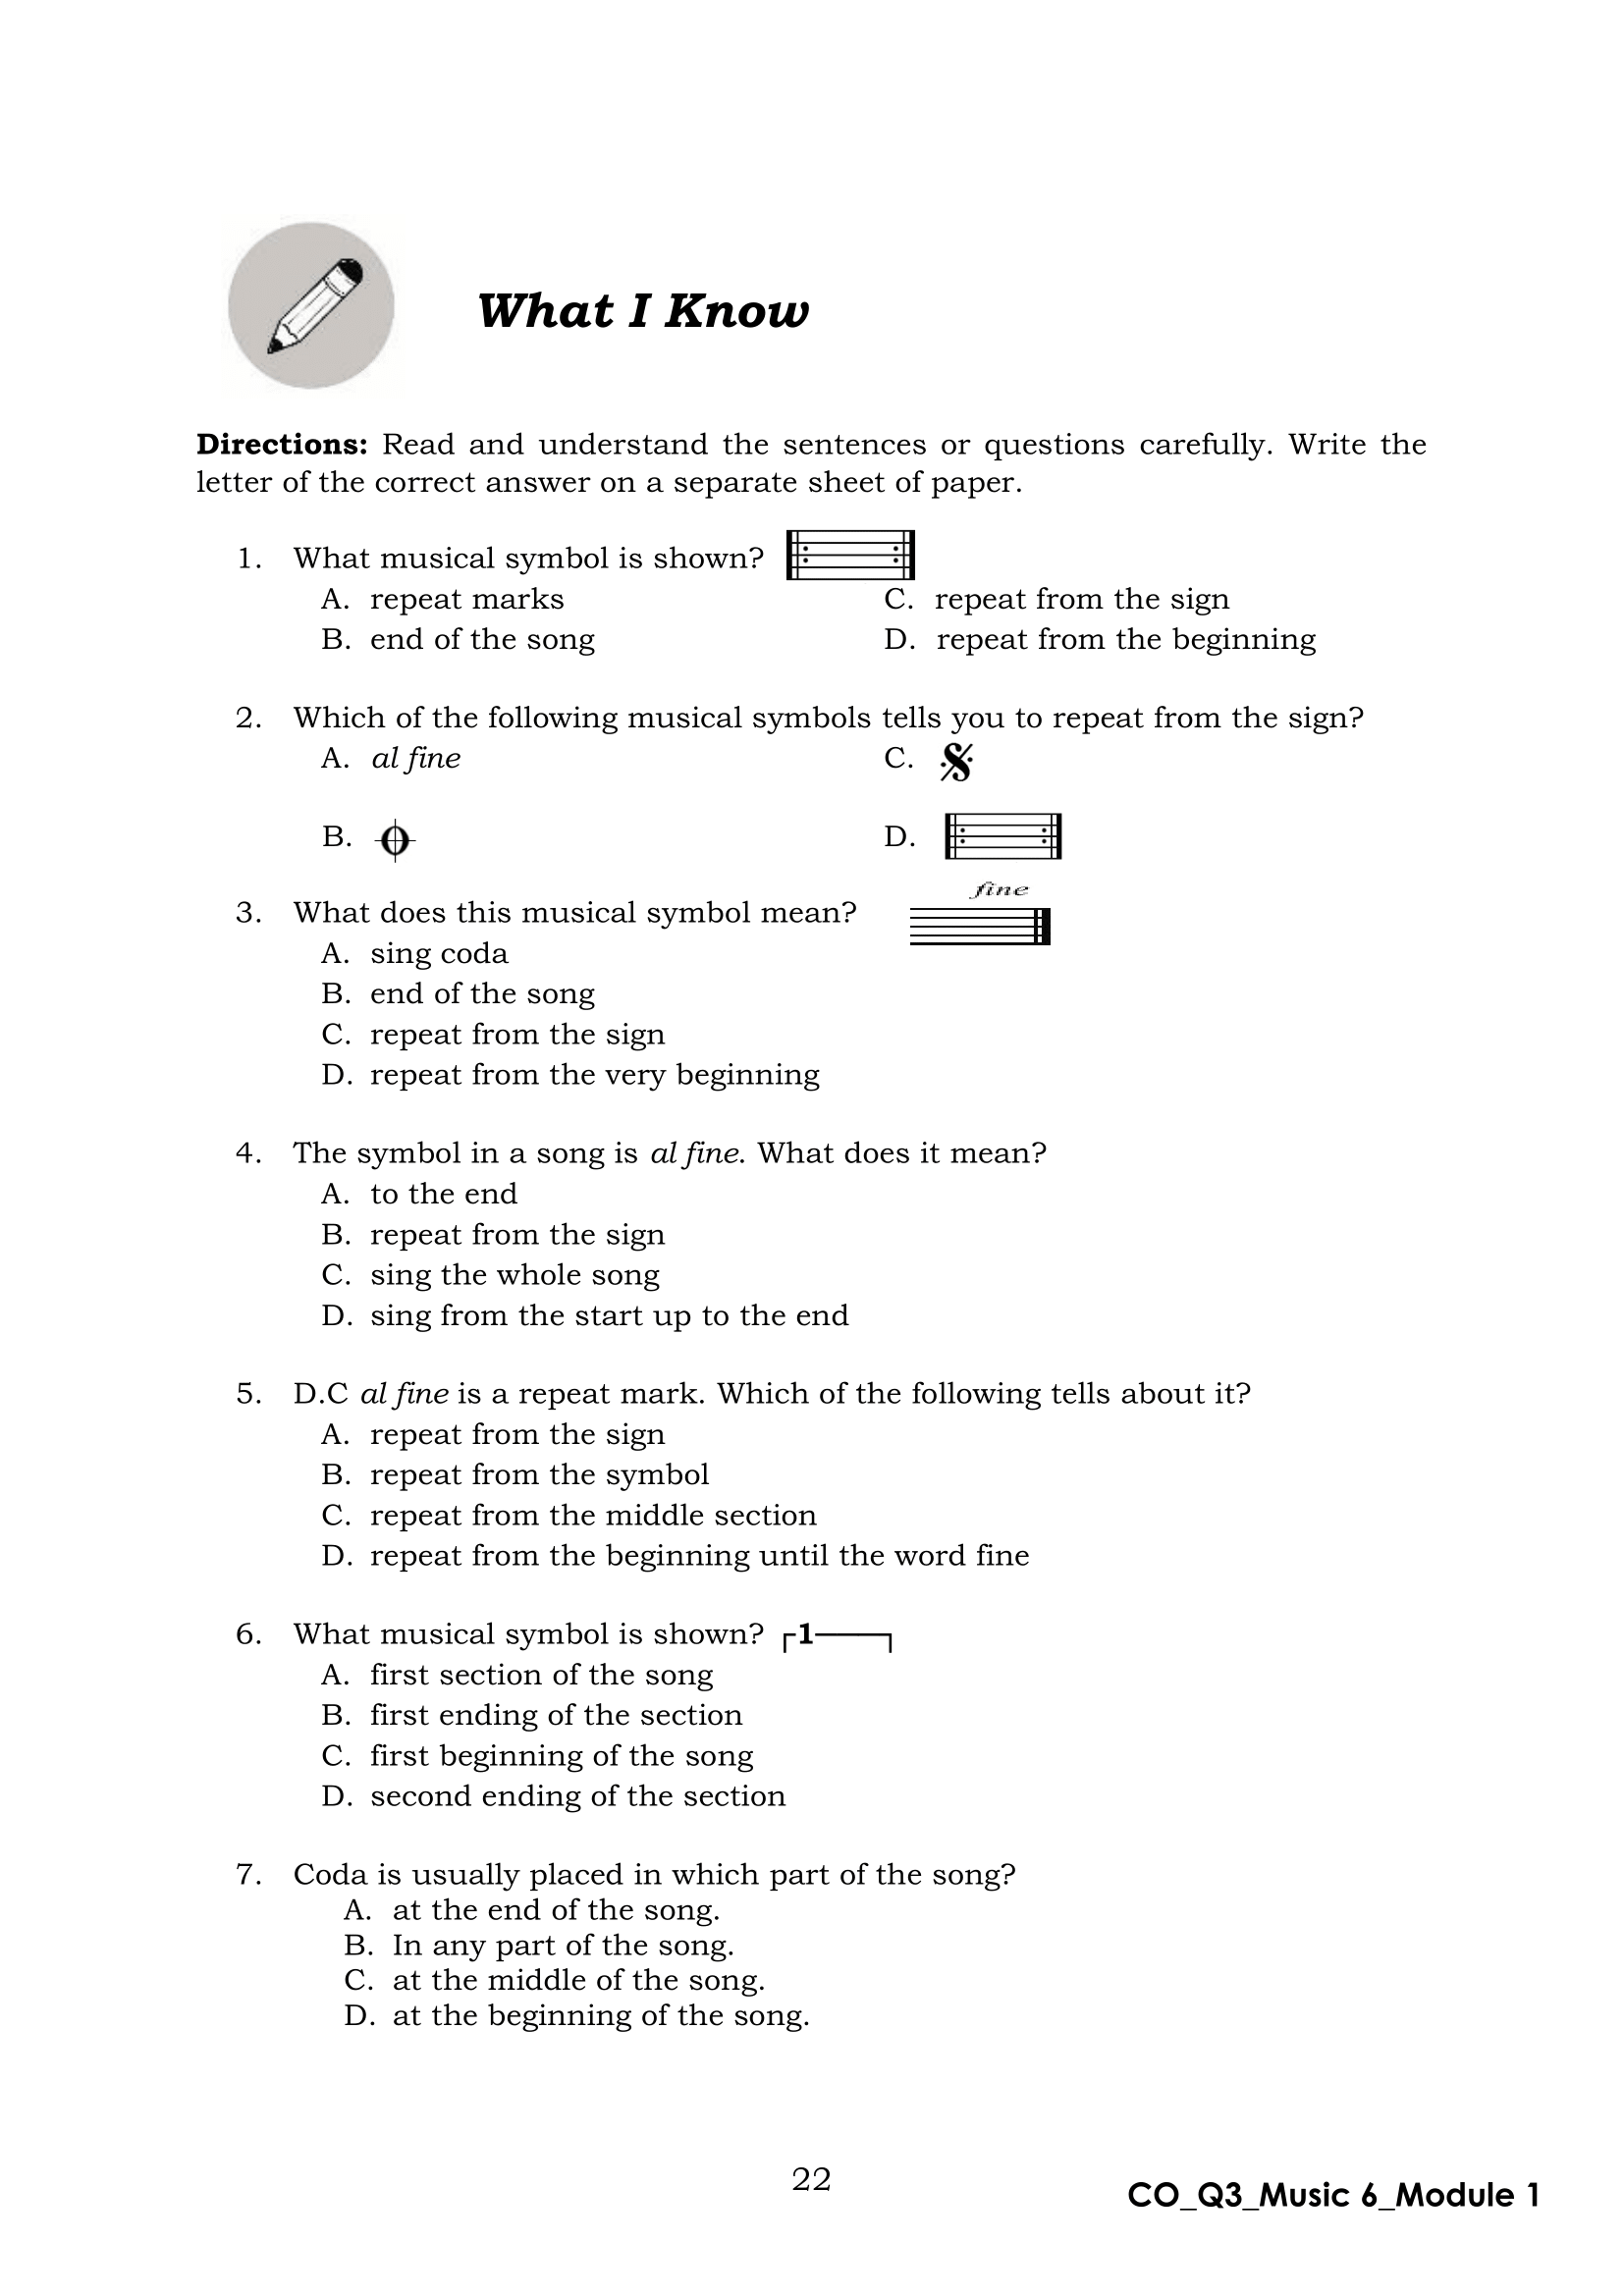 What I Know
Directions: Read and understand the sentences or questions carefully. Write the
letter of the correct answer on a separate sheet of paper.
1. What musical symbol is shown?
A. repeat marks C. repeat from the sign
B. end of the song D. repeat from the beginning
2. Which of the following musical symbols tells you to repeat from the sign?
A. al fine C.
B. D.
fine
3. What does this musical symbol mean?
A. sing coda
B. end of the song
C. repeat from the sign
D. repeat from the very beginning
4. The symbol in a song is al fine. What does it mean?
A. to the end
B. repeat from the sign
C. sing the whole song
D. sing from the start up to the end
5. D.C al fine is a repeat mark. Which of the following tells about it?
A. repeat from the sign
B. repeat from the symbol
C. repeat from the middle section
D. repeat from the beginning until the word fine
6. What musical symbol is shown? 1
A. first section of the song
B. first ending of the section
C. first beginning of the song
D. second ending of the section
7. Coda is usually placed in which part of the song?
A. at the end of the song.
B. In any part of the song.
C. at the middle of the song.
D. at the beginning of the song.
22
CO_Q3_Music 6_Module 1